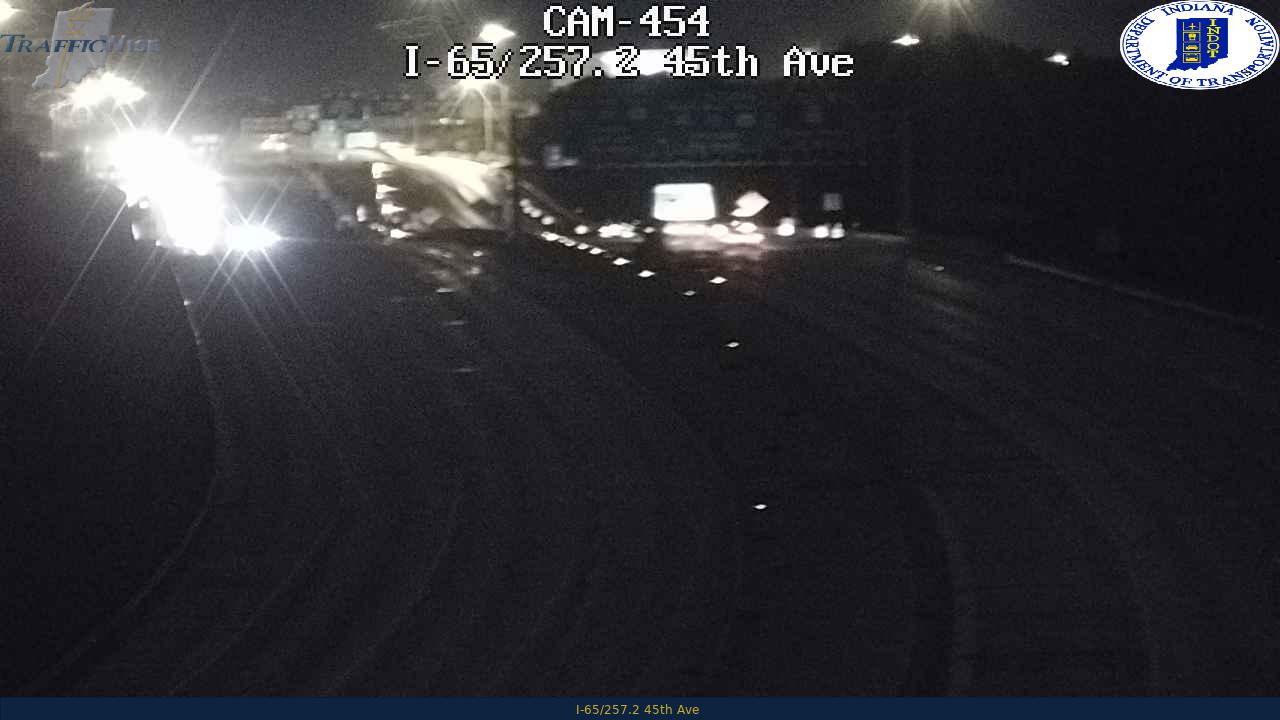 CAM-454
I-65/257.2 45th Ave
TRAFFICWISE
INDIANA
DEPARTMENT OF TRANSPORTATION
INDOT
I-65/257.2 45th Ave